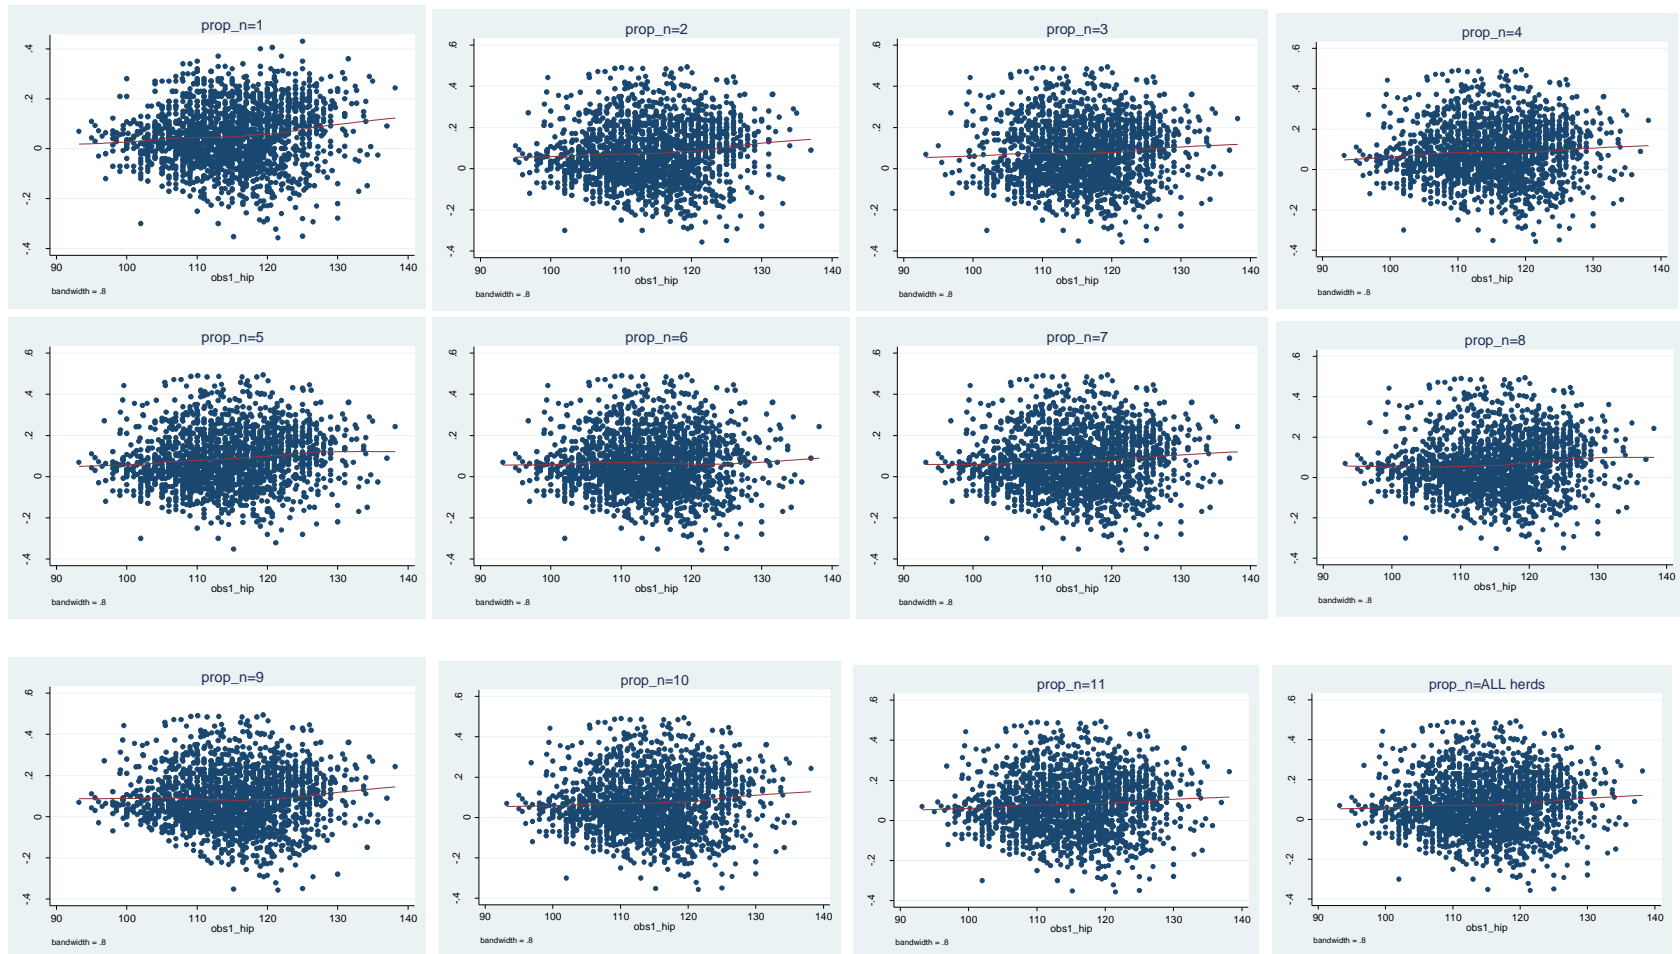 prop_n=1
.4
.2
0
-.2
-.4
90 100 110 120 130 140
obs1_hip
bandwidth = .8
prop_n=2
.6
.4
.2
0
-.2
-.4
90 100 110 120 130 140
obs1_hip
bandwidth = .8
prop_n=3
.6
.4
.2
0
-.2
-.4
90 100 110 120 130 140
obs1_hip
bandwidth = .8
prop_n=4
.6
.4
.2
0
-.2
-.4
90 100 110 120 130 140
obs1_hip
bandwidth = .8
prop_n=5
.6
.4
.2
0
-.2
-.4
90 100 110 120 130 140
obs1_hip
bandwidth = .8
prop_n=6
.6
.4
.2
0
-.2
-.4
90 100 110 120 130 140
obs1_hip
bandwidth = .8
prop_n=7
.6
.4
.2
0
-.2
-.4
90 100 110 120 130 140
obs1_hip
bandwidth = .8
prop_n=8
.6
.4
.2
0
-.2
-.4
90 100 110 120 130 140
obs1_hip
bandwidth = .8
prop_n=9
.6
.4
.2
0
-.2
-.4
90 100 110 120 130 140
obs1_hip
bandwidth = .8
prop_n=10
.6
.4
.2
0
-.2
-.4
90 100 110 120 130 140
obs1_hip
bandwidth = .8
prop_n=11
.6
.4
.2
0
-.2
-.4
90 100 110 120 130 140
obs1_hip
bandwidth = .8
prop_n=ALL herds
.6
.4
.2
0
-.2
-.4
90 100 110 120 130 140
obs1_hip
bandwidth = .8